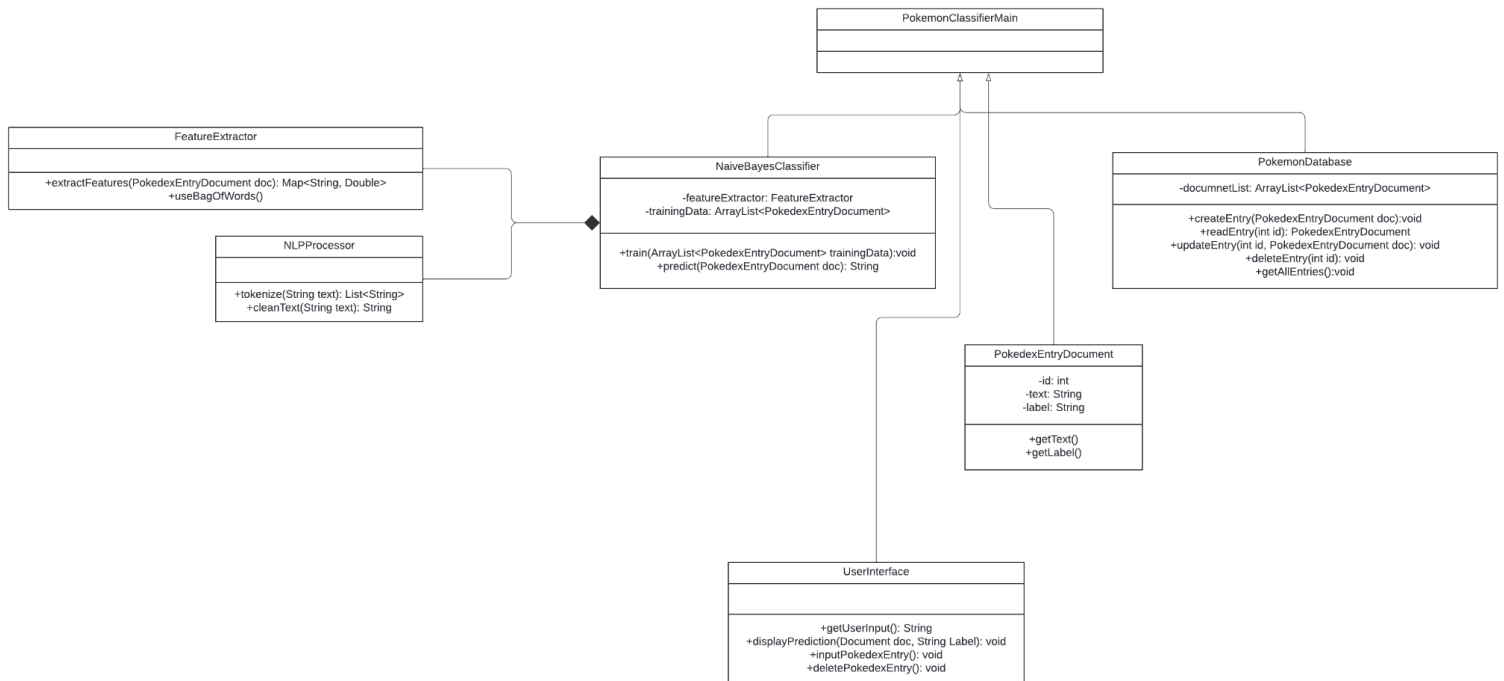 PokemonClassifierMain
FeatureExtractor
+extractFeatures(PokedexEntryDocument doc): Map<String, Double>
+useBagOfWords()
NLPProcessor
+tokenize(String text): List<String>
+cleanText(String text): String
NaiveBayesClassifier
-featureExtractor: FeatureExtractor
-trainingData: ArrayList<PokedexEntryDocument>
+train(ArrayList<PokedexEntryDocument> trainingData):void
+predict(PokedexEntryDocument doc): String
PokemonDatabase
-documnetList: ArrayList<PokedexEntryDocument>
+createEntry(PokedexEntryDocument doc):void
+readEntry(int id): PokedexEntryDocument
+updateEntry(int id, PokedexEntryDocument doc): void
+deleteEntry(int id): void
+getAllEntries():void
PokedexEntryDocument
-id: int
-text: String
-label: String
+getText()
+getLabel()
UserInterface
+getUserInput(): String
+displayPrediction(Document doc, String Label): void
+inputPokedexEntry(): void
+deletePokedexEntry(): void